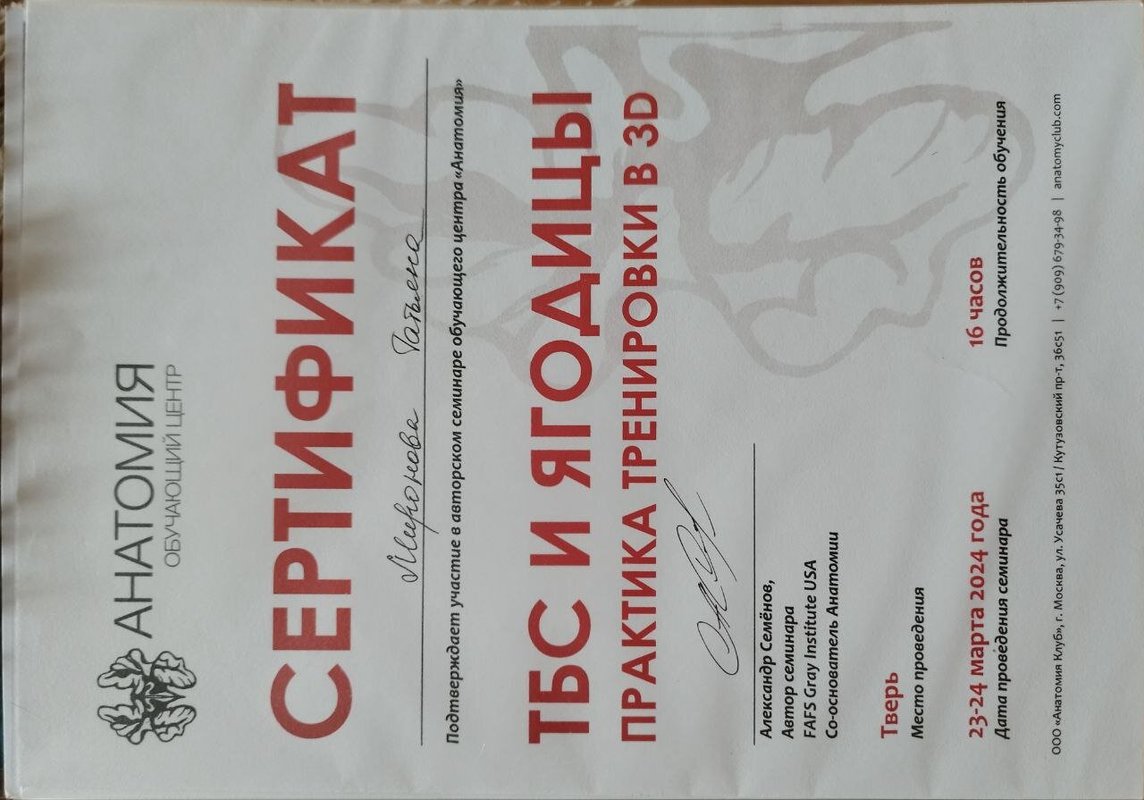 АНАТОМИЯ
ОБУЧАЮЩИЙ ЦЕНТР
СЕРТИФИКАТ
Миронова Татьяна
Подтверждает участие в авторском семинаре обучающего центра «Анатомия»
ТБС И ЯГОДИЦЫ
ПРАКТИКА ТРЕНИРОВКИ В 3D
Александр Семёнов,
Автор семинара
FAFS Gray Institute USA
Со-основатель Анатомии
Тверь
Место проведения
23-24 марта 2024 года
Дата проведения семинара
16 часов
Продолжительность обучения
ООО «Анатомия Клуб», г. Москва, ул. Усачева 35с1 / Кутузовский пр-т, 36с51 | +7 (909) 679-34-98 | anatomyclub.com